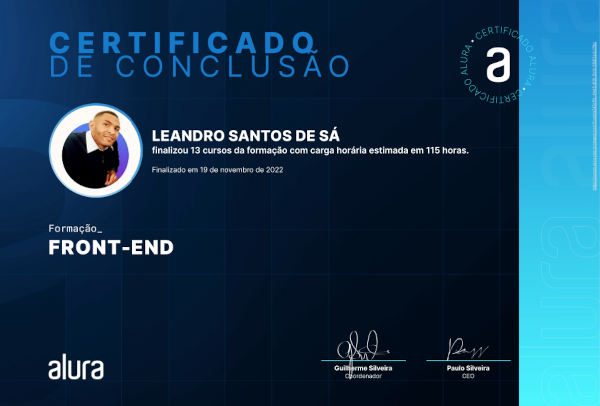 CERTIFICADO
DE CONCLUSÃO
CERTIFICADO ALURA • CERTIFICADO ALURA •
a
LEANDRO SANTOS DE SÁ
finalizou 13 cursos da formação com carga horária estimada em 115 horas.
Finalizado em 19 de novembro de 2022
Formação_
FRONT-END
alura
Guilherme Silveira
Coordenador
Paulo Silveira
CEO
alura